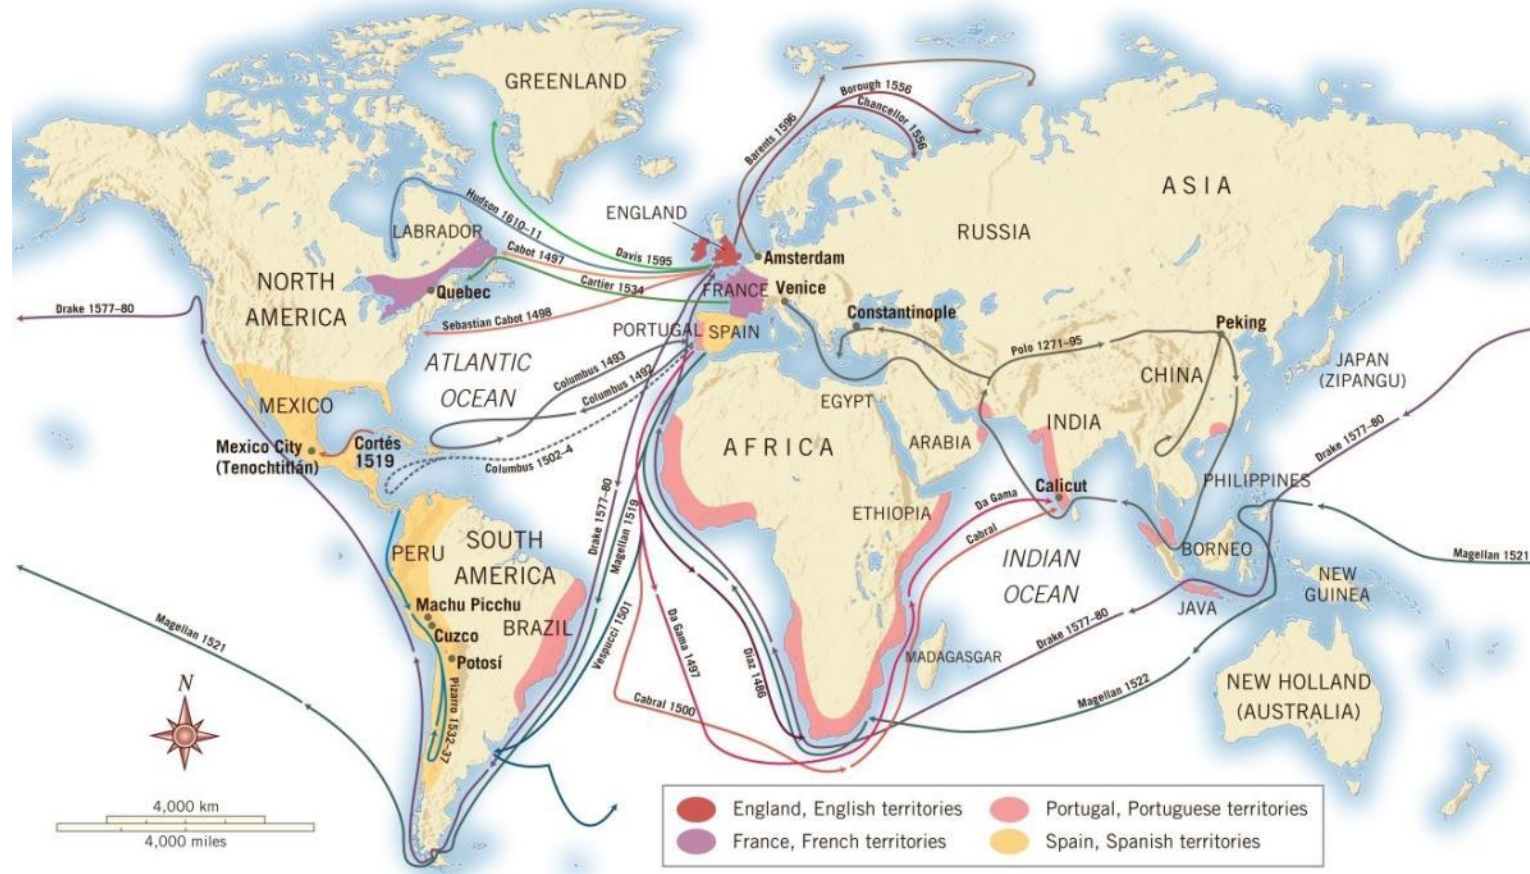 GREENLAND
ASIA
Borough 1556
Chancellor 1556
Barents 1596
ENGLAND
RUSSIA
Hudson 1610–11
LABRADOR
Davis 1595
Cabot 1497
Amsterdam
NORTH
AMERICA
Quebec
Cartier 1534
FRANCE
Venice
Drake 1577–80
Sebastian Cabot 1498
PORTUGAL
SPAIN
Constantinople
Peking
Polo 1271–95
ATLANTIC
OCEAN
Columbus 1493
Columbus 1492
JAPAN
(ZIPANGU)
CHINA
MEXICO
EGYPT
INDIA
Mexico City
(Tenochtitlán)
Cortés
1519
AFRICA
ARABIA
Drake 1577–80
Columbus 1502–4
Calicut
PHILIPPINES
Da Gama
Cabral
ETHIOPIA
Drake 1577–80
Magellan 1519
PERU
SOUTH
AMERICA
INDIAN
OCEAN
BORNEO
Magellan 1521
NEW
GUINEA
JAVA
Machu Picchu
Cuzco
BRAZIL
Potosí
Vespucci 1501
Da Gama 1497
Diaz 1486
Drake 1577–80
MADAGASGAR
Magellan 1521
Pizarro 1532–37
Cabral 1500
Magellan 1522
NEW HOLLAND
(AUSTRALIA)
N
4,000 km
4,000 miles
England, English territories
France, French territories
Portugal, Portuguese territories
Spain, Spanish territories